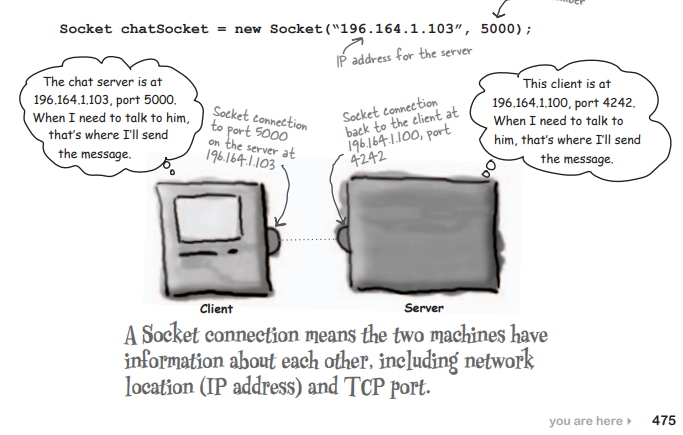 Socket chatSocket = new Socket(“196.164.1.103”, 5000);
IP address for the server
The chat server is at
196.164.1.103, port 5000.
When I need to talk to him,
that’s where I’ll send
the message.
Socket connection
to port 5000
on the server at
196.164.1.103
Socket connection
back to the client at
196.164.1.100, port
4242
This client is at
196.164.1.100, port 4242.
When I need to talk to
him, that’s where I’ll send
the message.
Client
Server
A Socket connection means the two machines have
information about each other, including network
location (IP address) and TCP port.
you are here
475